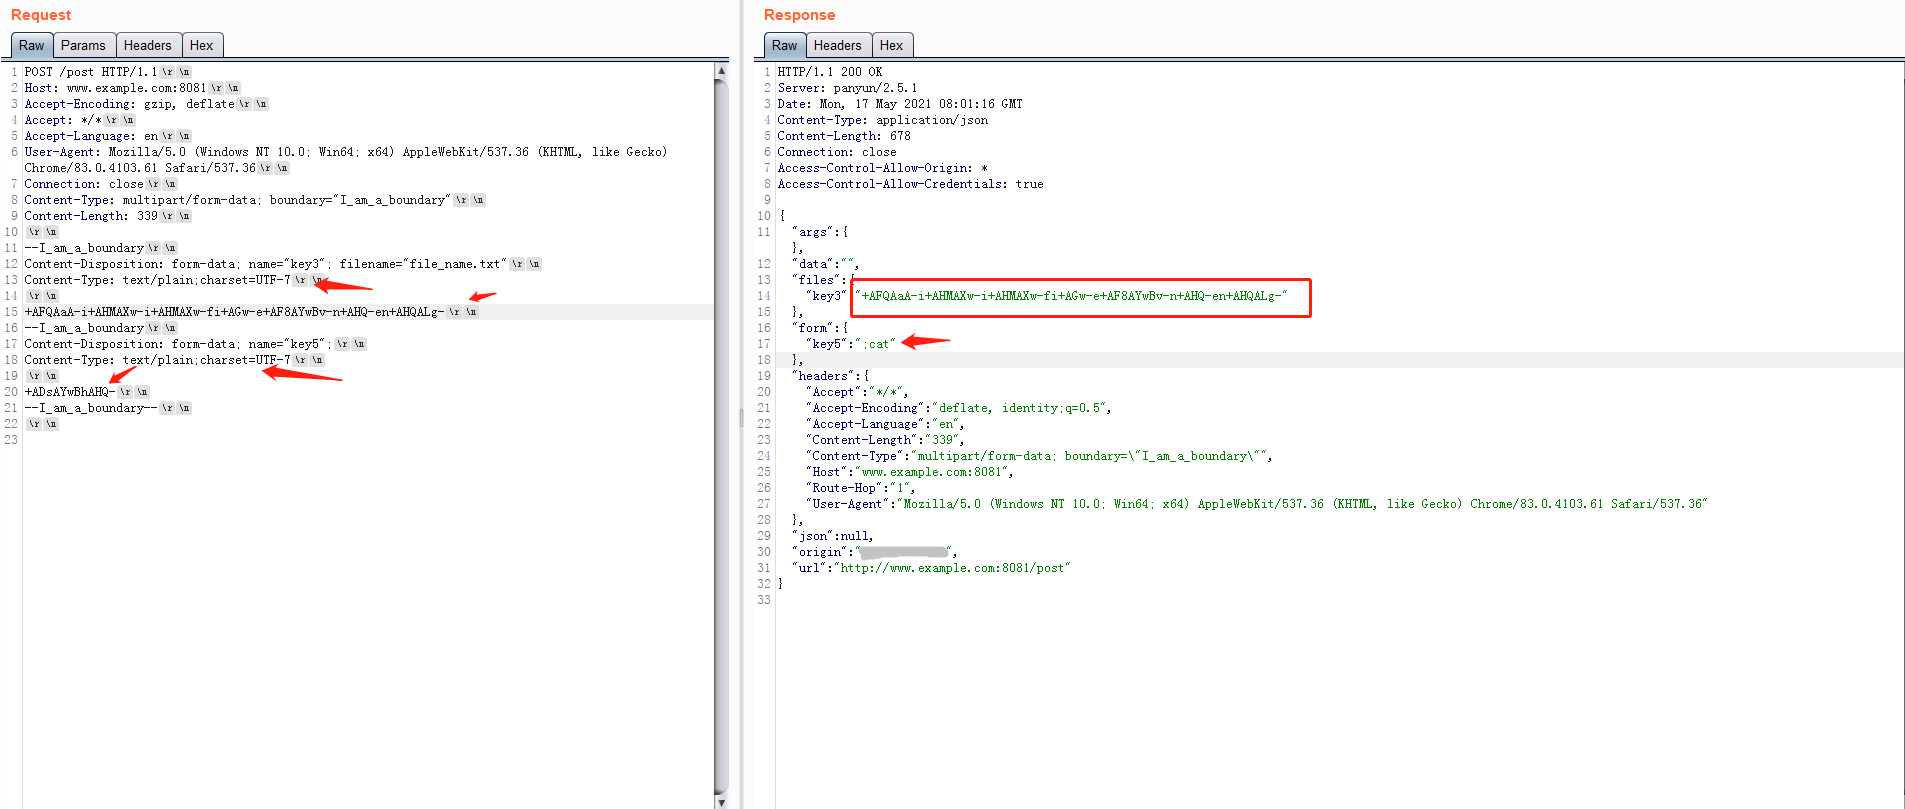 Request
Raw Params Headers Hex
1 POST /post HTTP/1.1 \r \n
2 Host: www.example.com:8081 \r \n
3 Accept-Encoding: gzip, deflate \r \n
4 Accept: */* \r \n
5 Accept-Language: en \r \n
6 User-Agent: Mozilla/5.0 (Windows NT 10.0; Win64; x64) AppleWebKit/537.36 (KHTML, like Gecko)
Chrome/83.0.4103.61 Safari/537.36 \r \n
7 Connection: close \r \n
8 Content-Type: multipart/form-data; boundary="I_am_a_boundary" \r \n
9 Content-Length: 339 \r \n
10 \r \n
11 --I_am_a_boundary \r \n
12 Content-Disposition: form-data; name="key3"; filename="file_name.txt" \r \n
13 Content-Type: text/plain;charset=UTF-7 \r \n
14 \r \n
15 +AFQAaA-i+AHMAXw-i+AHMAXw-fi+AGw-e+AF8AYwBv-n+AHQ-en+AHQALg- \r \n
16 --I_am_a_boundary \r \n
17 Content-Disposition: form-data; name="key5"; \r \n
18 Content-Type: text/plain;charset=UTF-7 \r \n
19 \r \n
20 +ADsAYwBhAHQ- \r \n
21 --I_am_a_boundary-- \r \n
22 \r \n
23
Response
Raw Headers Hex
1 HTTP/1.1 200 OK
2 Server: panyun/2.5.1
3 Date: Mon, 17 May 2021 08:01:16 GMT
4 Content-Type: application/json
5 Content-Length: 678
6 Connection: close
7 Access-Control-Allow-Origin: *
8 Access-Control-Allow-Credentials: true
9
10 {
11 "args":{
},
12 "data":"",
13 "files":{
14 "key3":"+AFQAaA-i+AHMAXw-i+AHMAXw-fi+AGw-e+AF8AYwBv-n+AHQ-en+AHQALg-"
15 },
16 "form":{
17 "key5":";cat"
18 },
19 "headers":{
20 "Accept":"*/*",
21 "Accept-Encoding":"deflate, identity;q=0.5",
22 "Accept-Language":"en",
23 "Content-Length":"339",
24 "Content-Type":"multipart/form-data; boundary=\"I_am_a_boundary\"",
25 "Host":"www.example.com:8081",
26 "Route-Hop":"1",
27 "User-Agent":"Mozilla/5.0 (Windows NT 10.0; Win64; x64) AppleWebKit/537.36 (KHTML, like Gecko) Chrome/83.0.4103.61 Safari/537.36"
28 },
29 "json":null,
30 "origin":"",
31 "url":"http://www.example.com:8081/post"
32 }
33